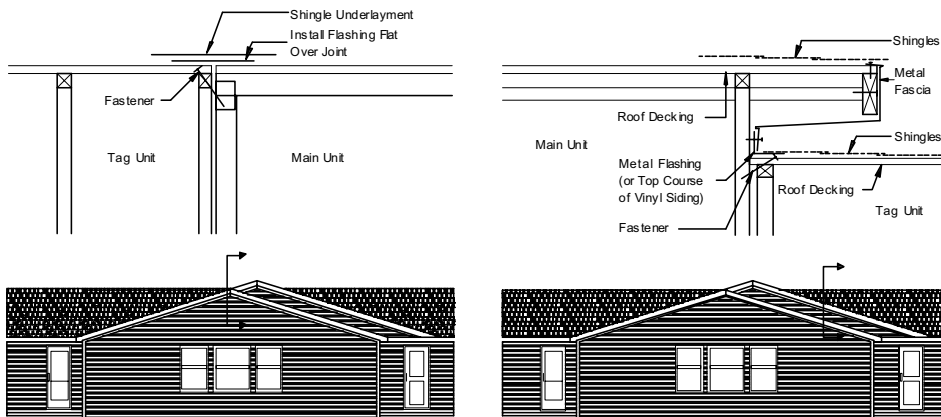 Shingle Underlayment
Install Flashing Flat
Over Joint
Fastener
Tag Unit
Main Unit
Shingles
Metal
Fascia
Roof Decking
Main Unit
Shingles
Metal Flashing
(or Top Course
of Vinyl Siding)
Roof Decking
Tag Unit
Fastener